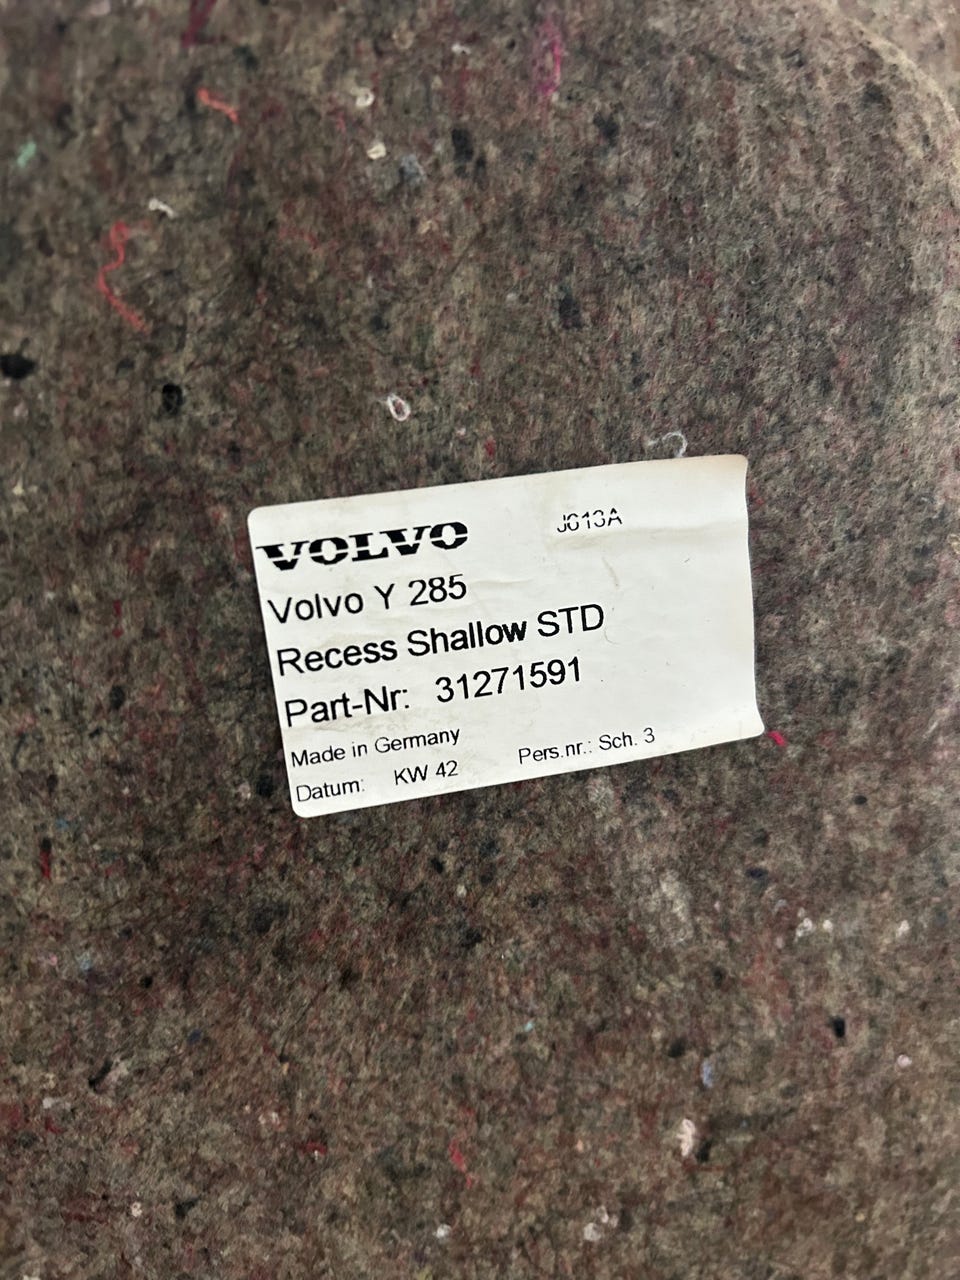 VOLVO J613A
Volvo Y 285
Recess Shallow STD
Part-Nr: 31271591
Made in Germany
Datum: KW 42 Pers.nr.: Sch. 3